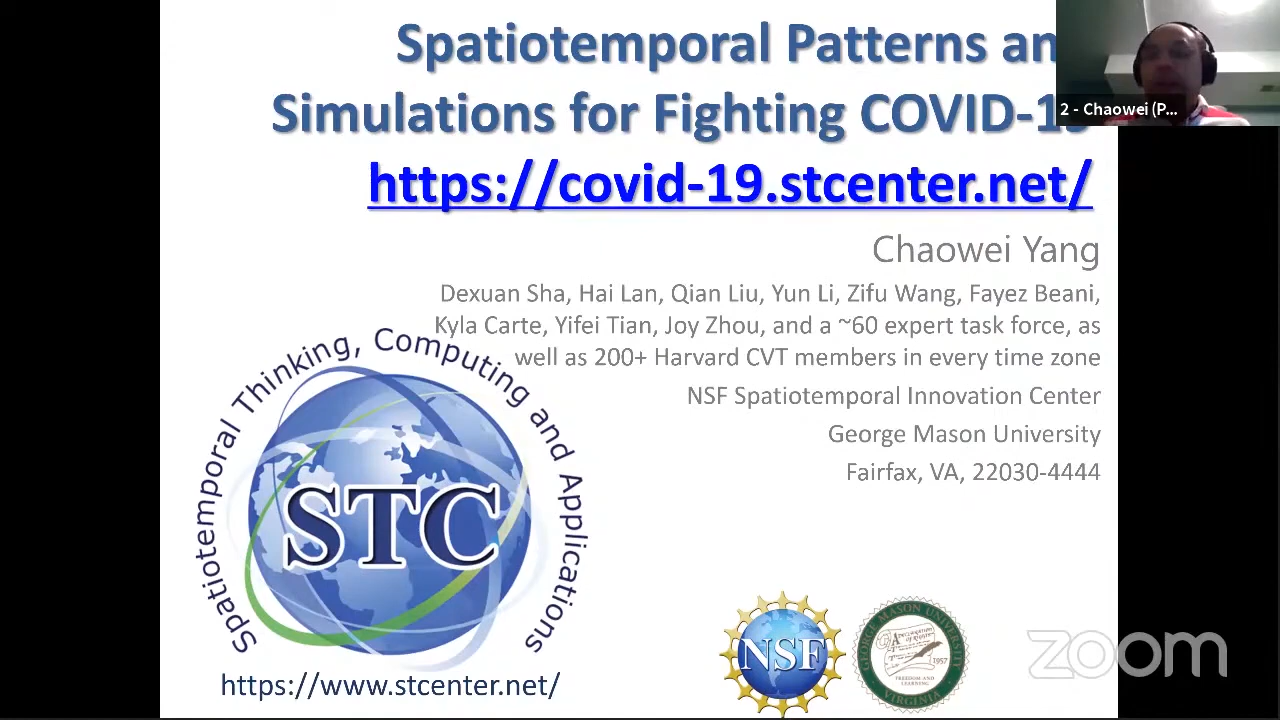 Spatiotemporal Patterns an
Simulations for Fighting COVID-19
https://covid-19.stcenter.net/
2 - Chaowei (P...
Chaowei Yang
Dexuan Sha, Hai Lan, Qian Liu, Yun Li, Zifu Wang, Fayez Beani,
Kyla Carte, Yifei Tian, Joy Zhou, and a ~60 expert task force, as
well as 200+ Harvard CVT members in every time zone
NSF Spatiotemporal Innovation Center
George Mason University
Fairfax, VA, 22030-4444
Spatiotemporal Thinking, Computing and Applications
STC
https://www.stcenter.net/
NSF
GEORGE MASON UNIVERSITY
VIRGINIA
1957
FREEDOM AND
LEARNING
zoom